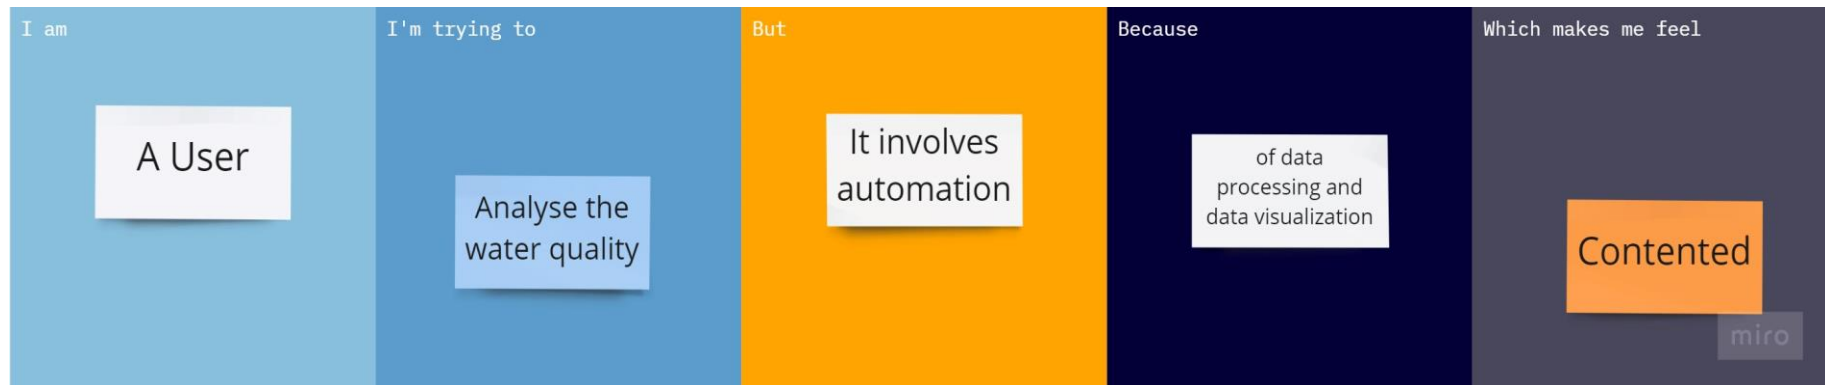 I am
A User
I'm trying to
Analyse the
water quality
But
It involves
automation
Because
of data
processing and
data visualization
Which makes me feel
Contented
miro